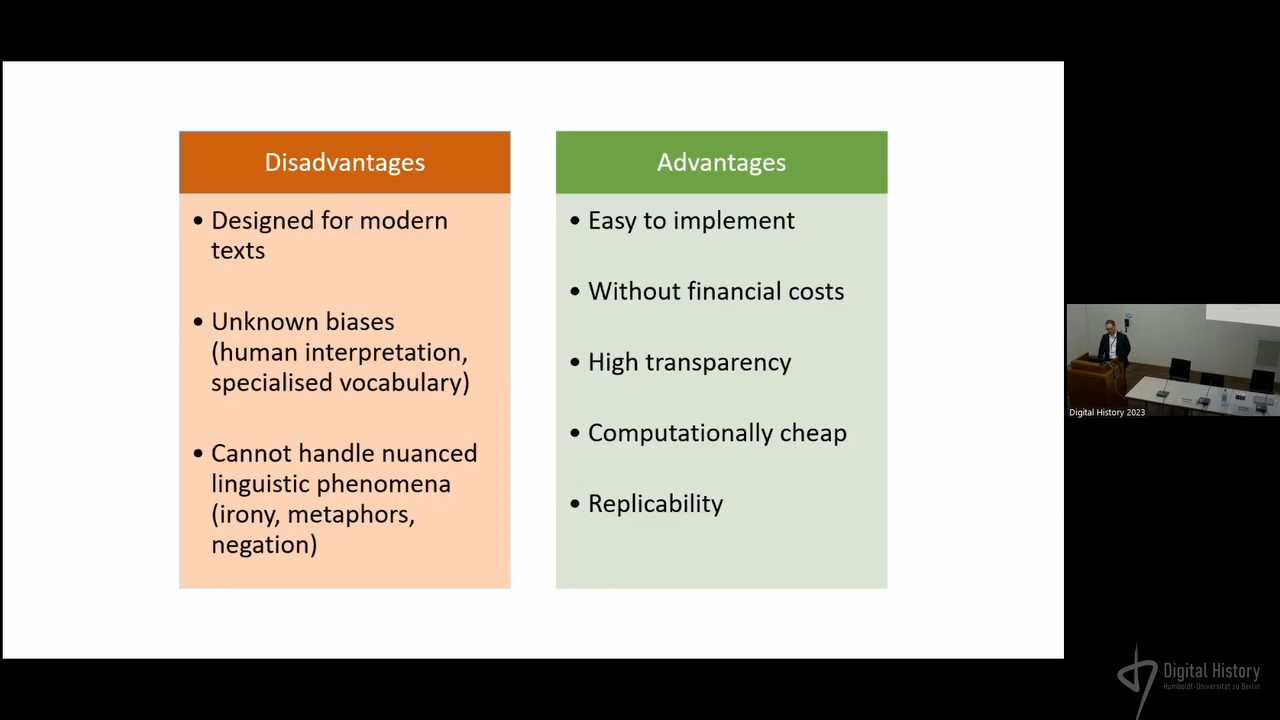 Disadvantages
• Designed for modern
texts
• Unknown biases
(human interpretation,
specialised vocabulary)
• Cannot handle nuanced
linguistic phenomena
(irony, metaphors,
negation)
Advantages
• Easy to implement
• Without financial costs
• High transparency
• Computationally cheap
• Replicability
Digital History 2023
Digital History
Humboldt-Universität zu Berlin